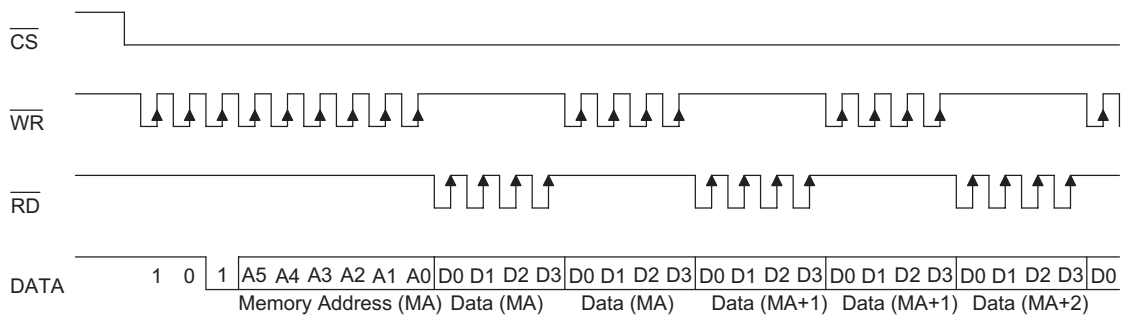 CS
WR
RD
DATA 1 0 1 A5 A4 A3 A2 A1 A0 D0 D1 D2 D3 D0 D1 D2 D3 D0 D1 D2 D3 D0 D1 D2 D3 D0 D1 D2 D3 D0
Memory Address (MA) Data (MA) Data (MA) Data (MA+1) Data (MA+1) Data (MA+2)